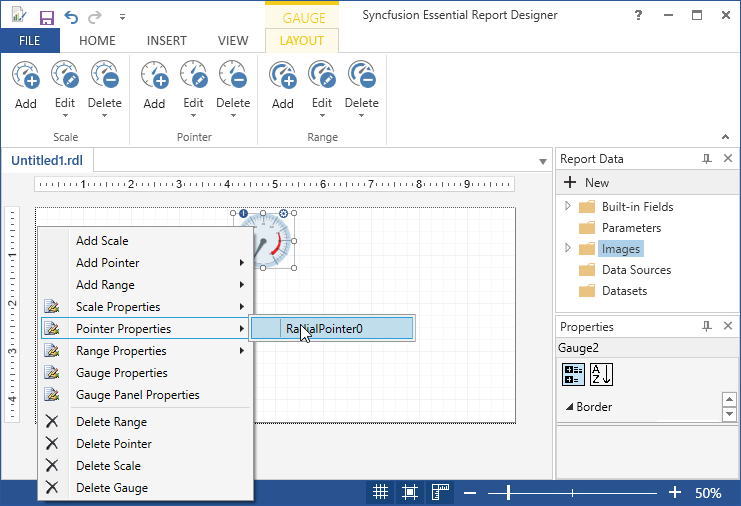 GAUGE
Syncfusion Essential Report Designer
?
FILE HOME INSERT VIEW LAYOUT
Add Edit Delete Add Edit Delete Add Edit Delete
Scale Pointer Range
Untitled1.rdl
1 2 3 4 5 6 7 8 9
1
2
3
4
Add Scale
Add Pointer
Add Range
Scale Properties
Pointer Properties
RadialPointer0
Range Properties
Gauge Properties
Gauge Panel Properties
Delete Range
Delete Pointer
Delete Scale
Delete Gauge
Report Data
New
Built-in Fields
Parameters
Images
Data Sources
Datasets
Properties
Gauge2
A
Z
Border
50%